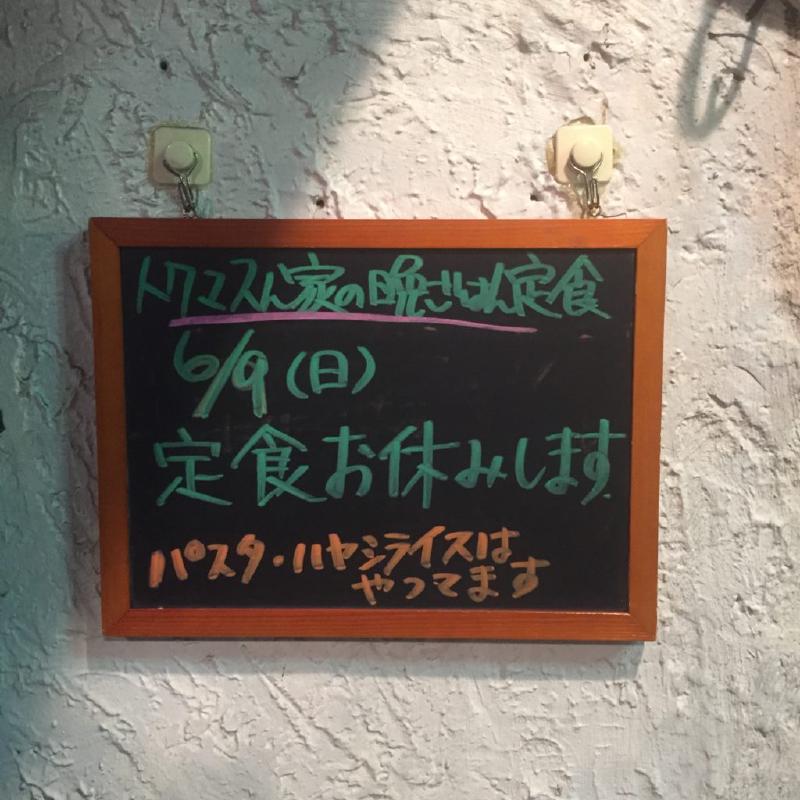 トクマスん家の晩ごはん定食
6/9(日)
定食お休みします.
パスタ・ハヤシライスは
やってます